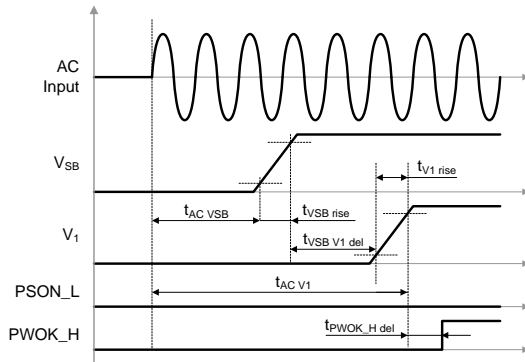 AC
Input
VSB
tV1 rise
tAC VSB
tVSB rise
V1
tVSB V1 del
tAC V1
PSON_L
tPWOK_H del
PWOK_H